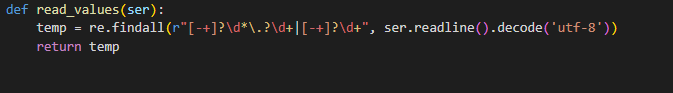 def read_values(ser):
    temp = re.findall(r"[-+]?\d*\.?\d+|[-+]?\d+", ser.readline().decode('utf-8'))
    return temp